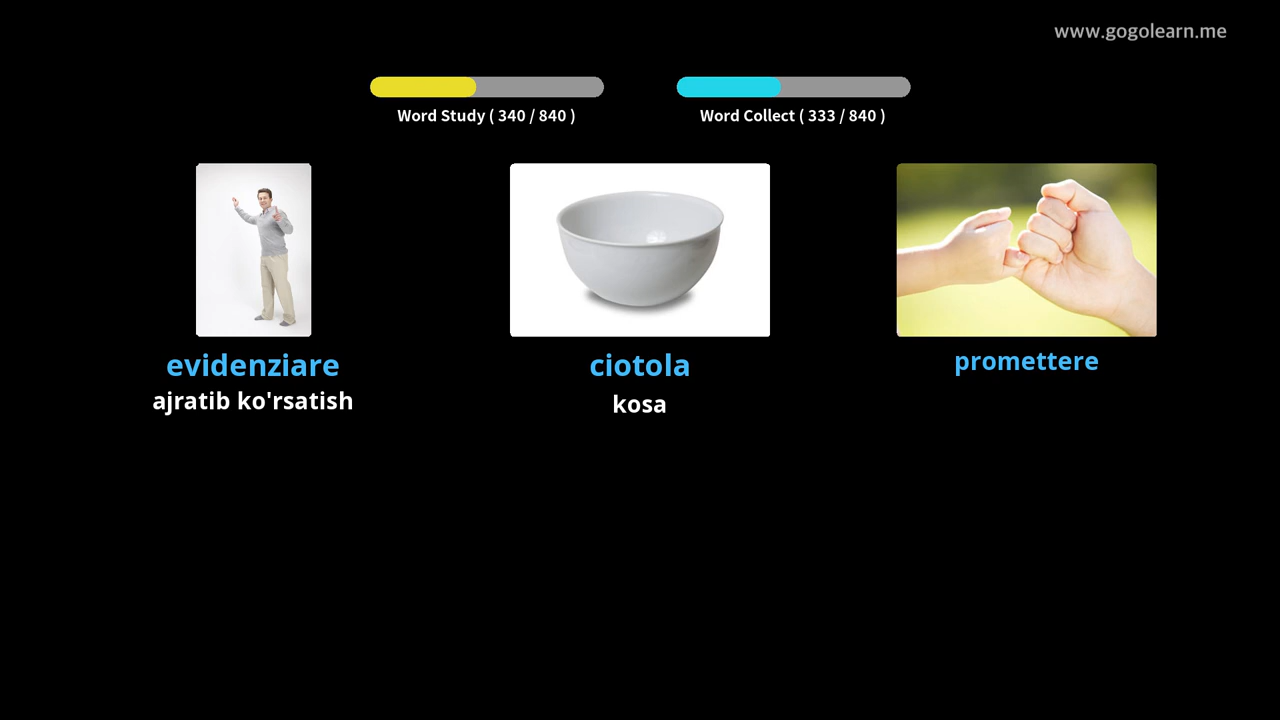 www.gogolearn.me
Word Study ( 340 / 840 )
Word Collect ( 333 / 840 )
evidenziare
ajratib ko'rsatish
ciotola
kosa
promettere